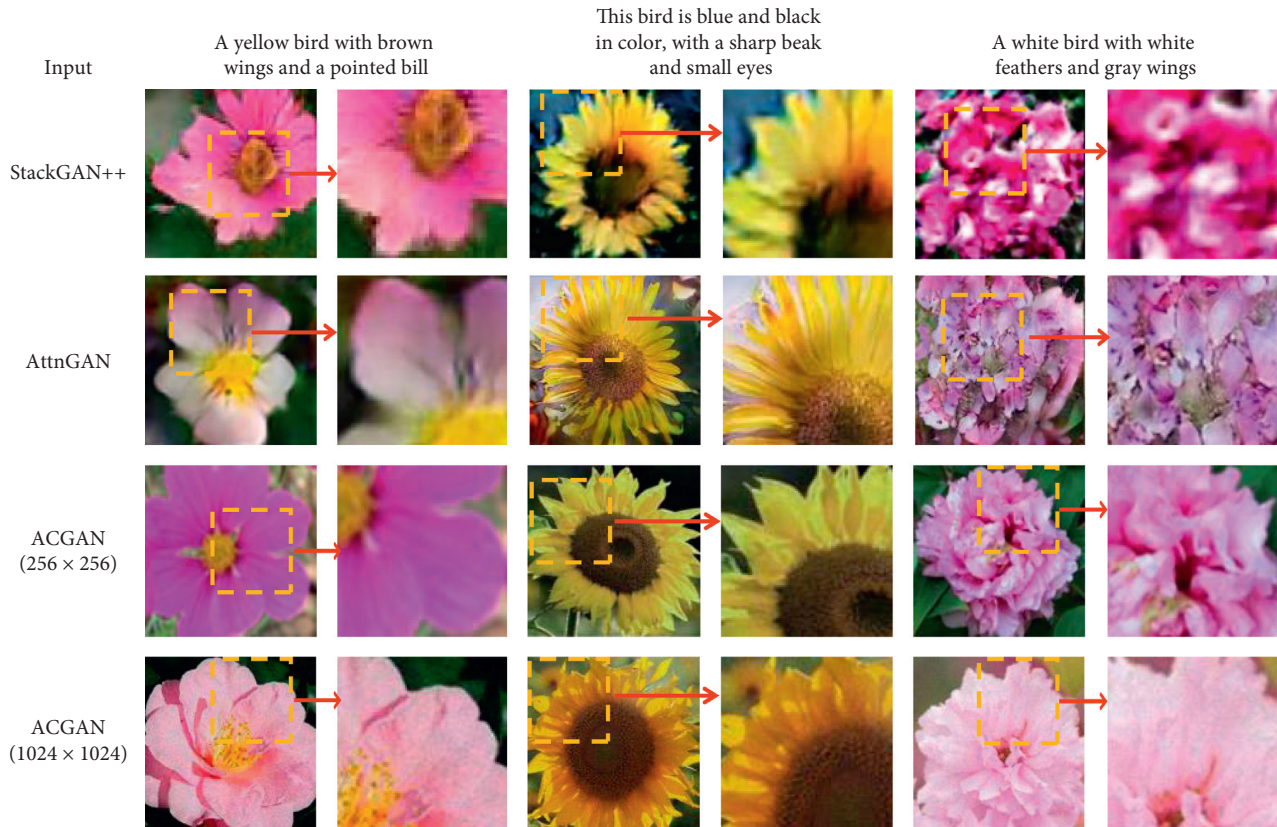 Input
A yellow bird with brown
wings and a pointed bill
This bird is blue and black
in color, with a sharp beak
and small eyes
A white bird with white
feathers and gray wings
StackGAN++
AttnGAN
ACGAN
(256 × 256)
ACGAN
(1024 × 1024)